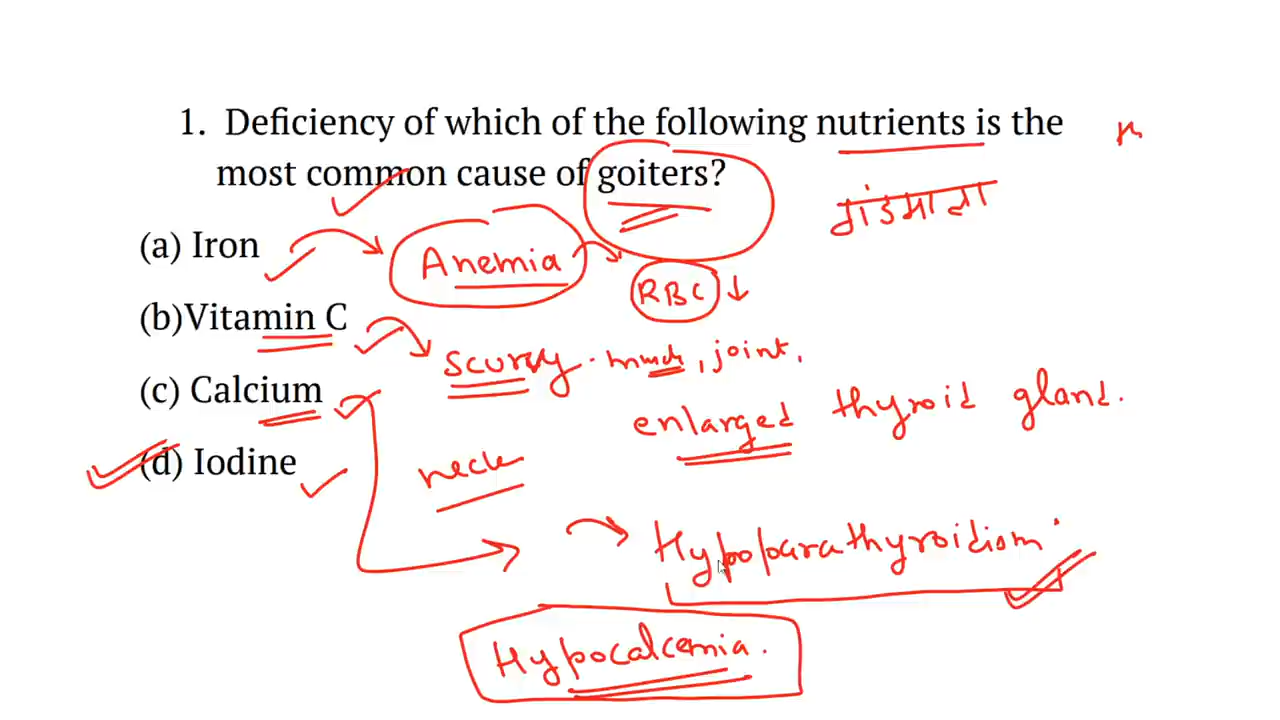 1. Deficiency of which of the following nutrients is the
most common cause of goiters?
(a) Iron
Anemia
RBC ↓
(b)Vitamin C
scurvy.
, joint,
(c) Calcium
enlarged thyroid gland.
(d) Iodine
neck
Hypoparathyroidism
Hypocalcemia.